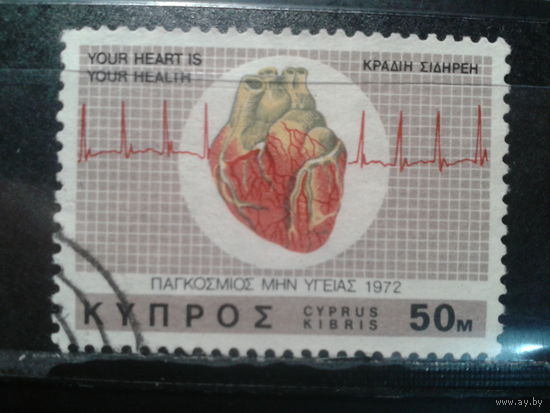 YOUR HEART IS
YOUR HEALTH
ΚΡΑΔΙΗ ΣΙΔΗΡΕΗ
ΠΑΓΚΟΣΜΙΟΣ ΜΗΝ ΥΓΕΙΑΣ 1972
ΚΥΠΡΟΣ
CYPRUS
KIBRIS
50M
www.ay.by